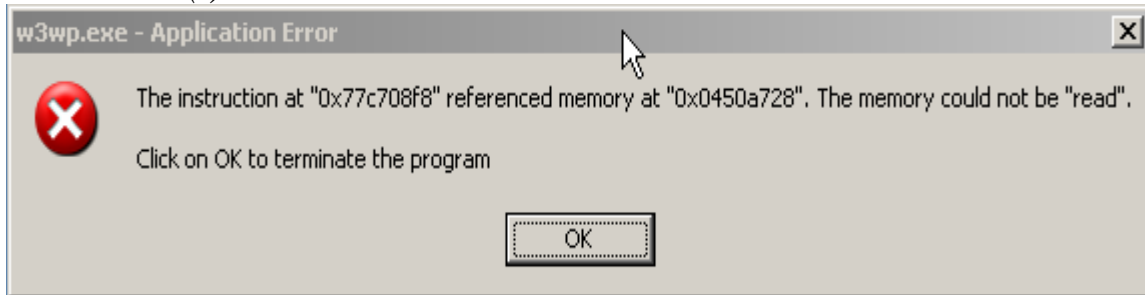 w3wp.exe - Application Error
The instruction at "0x77c708f8" referenced memory at "0x0450a728". The memory could not be "read".
Click on OK to terminate the program
OK